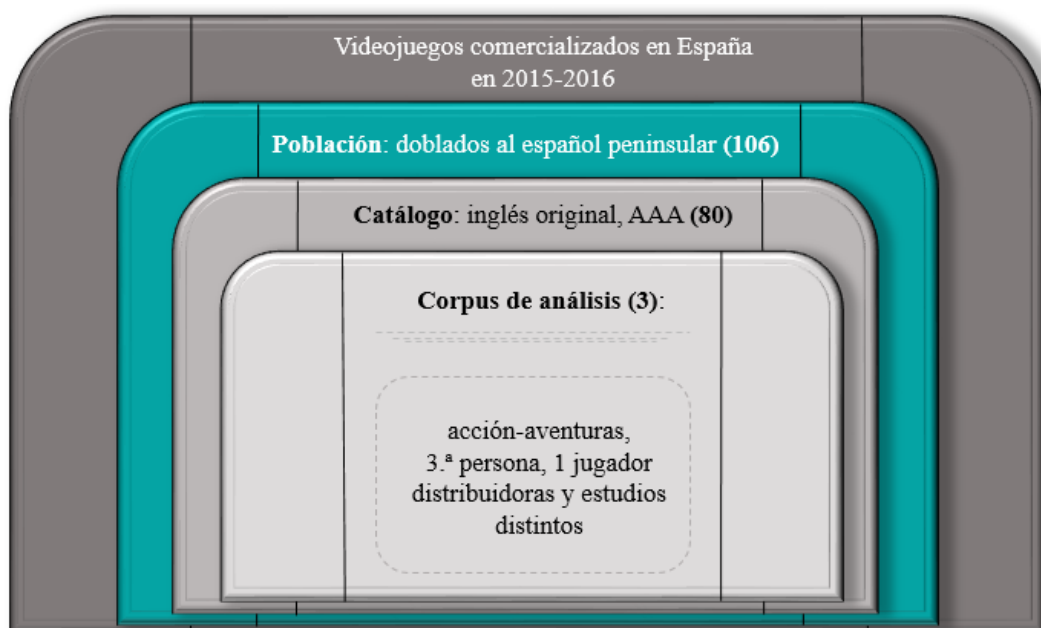 Videojuegos comercializados en España
en 2015-2016
Población: doblados al español peninsular (106)
Catálogo: inglés original, AAA (80)
Corpus de análisis (3):
acción-aventuras,
3.ª persona, 1 jugador
distribuidoras y estudios
distintos